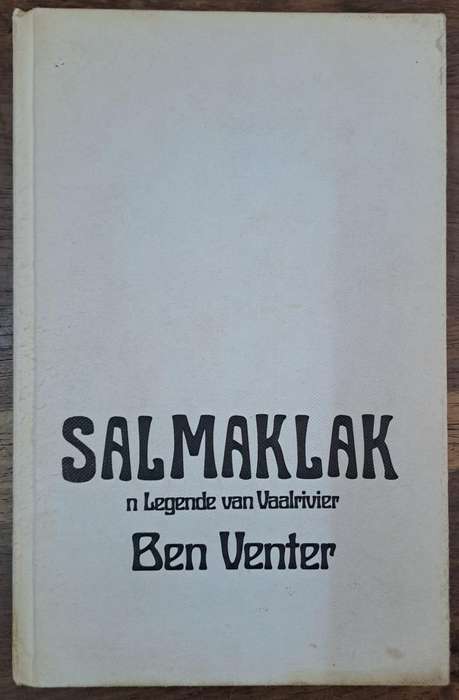 SALMAKLAK
n Legende van Vaalrivier
Ben Venter